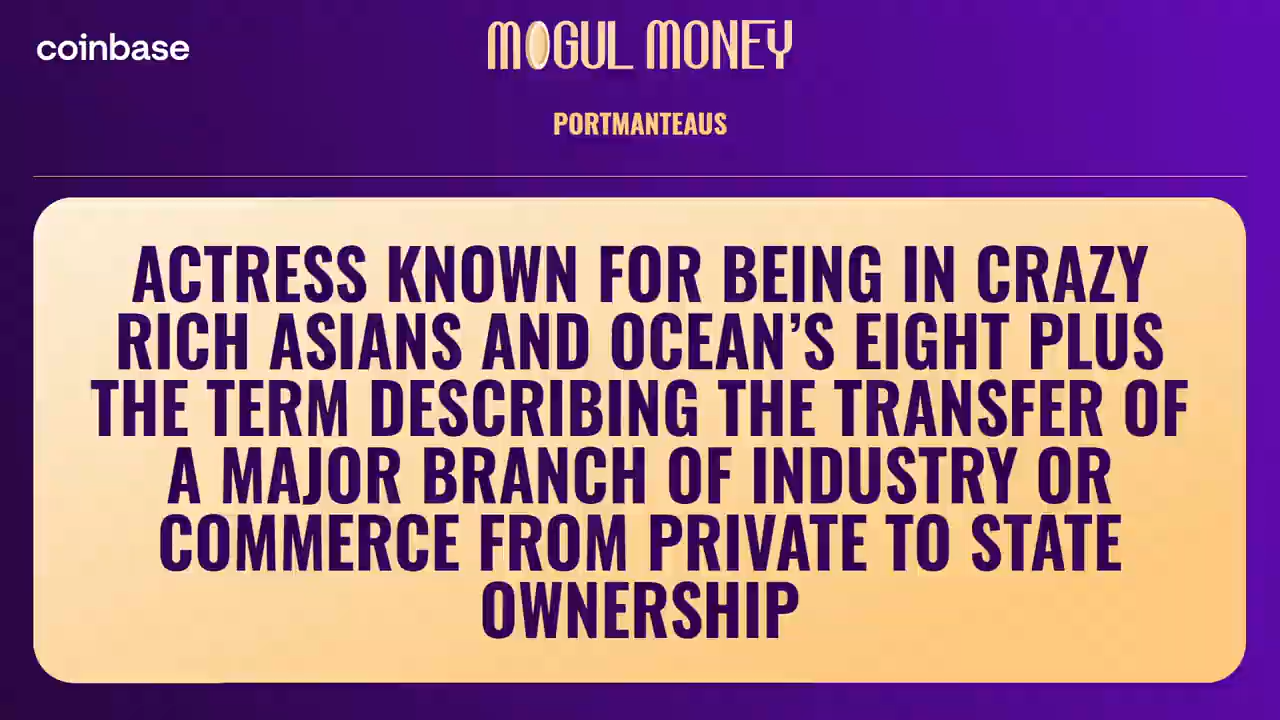 coinbase
MOGUL MONEY
PORTMANTEAUS
ACTRESS KNOWN FOR BEING IN CRAZY
RICH ASIANS AND OCEAN’S EIGHT PLUS
THE TERM DESCRIBING THE TRANSFER OF
A MAJOR BRANCH OF INDUSTRY OR
COMMERCE FROM PRIVATE TO STATE
OWNERSHIP